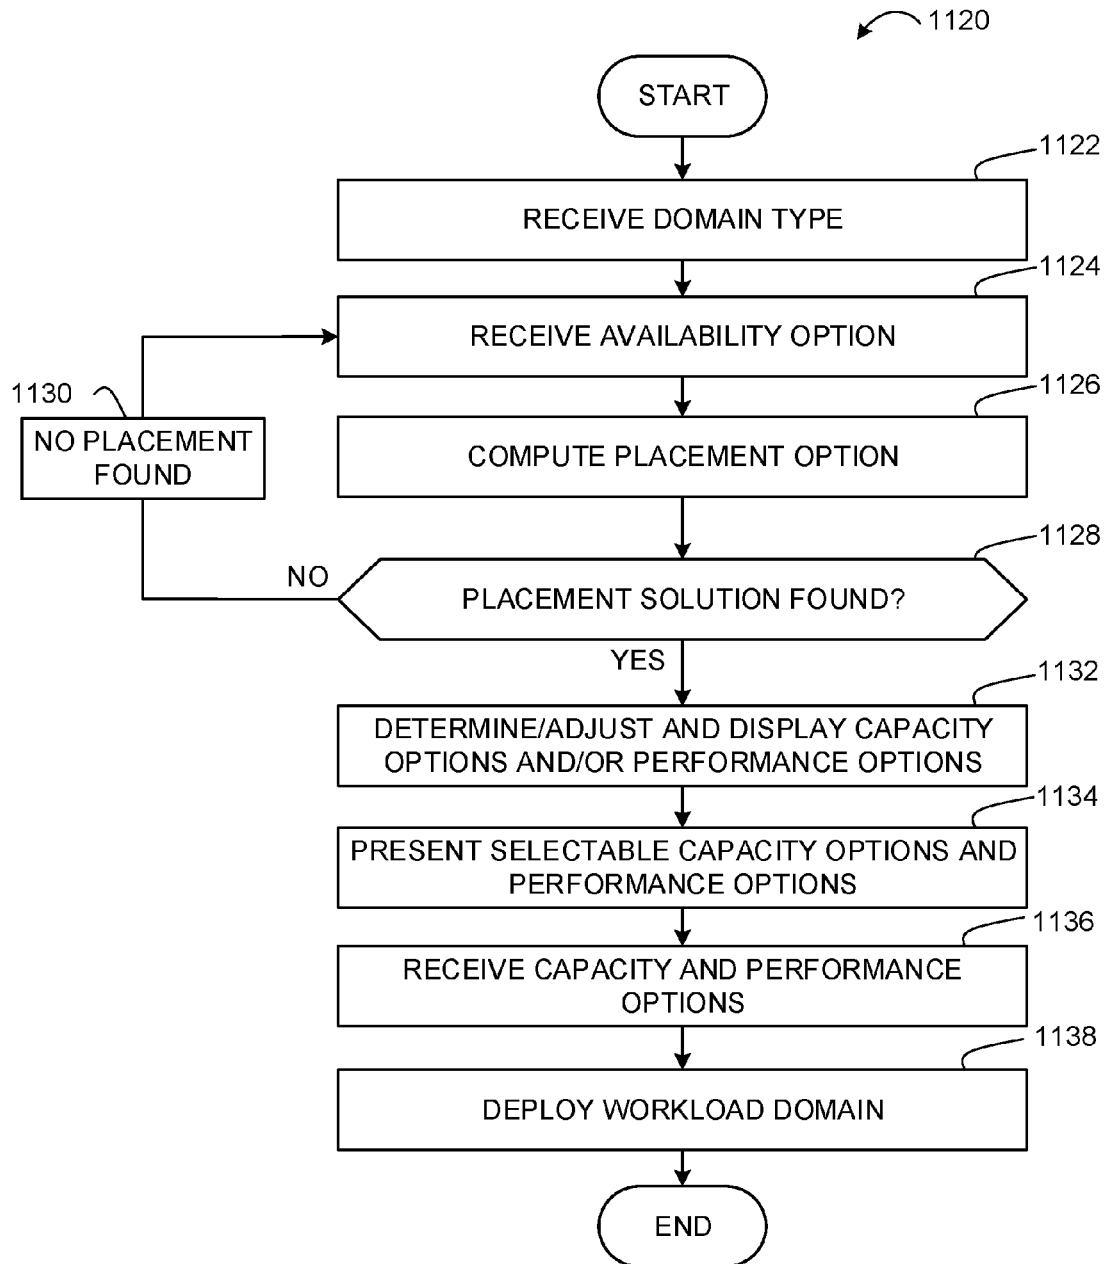 1120
START
1122
RECEIVE DOMAIN TYPE
1124
RECEIVE AVAILABILITY OPTION
1126
COMPUTE PLACEMENT OPTION
1130
NO PLACEMENT
FOUND
1128
PLACEMENT SOLUTION FOUND?
NO
YES
1132
DETERMINE/ADJUST AND DISPLAY CAPACITY
OPTIONS AND/OR PERFORMANCE OPTIONS
1134
PRESENT SELECTABLE CAPACITY OPTIONS AND
PERFORMANCE OPTIONS
1136
RECEIVE CAPACITY AND PERFORMANCE
OPTIONS
1138
DEPLOY WORKLOAD DOMAIN
END